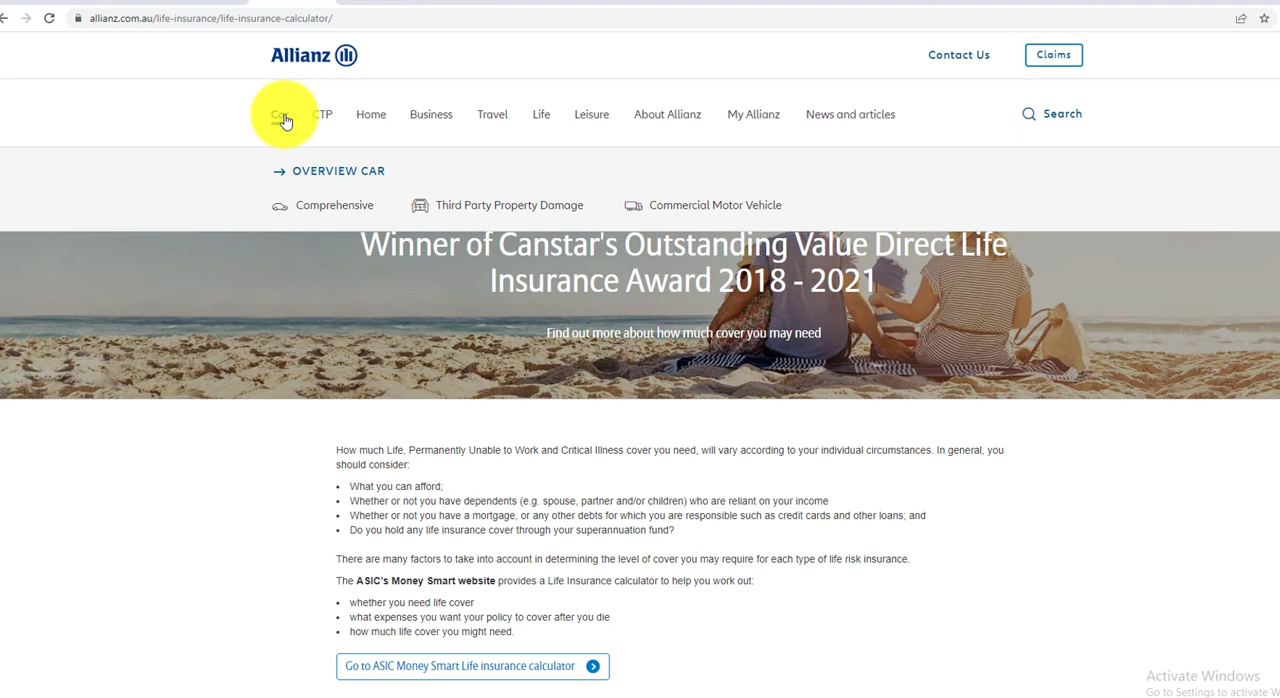 allianz.com.au/life-insurance/life-insurance-calculator/
Allianz
Contact Us
Claims
CTP Home Business Travel Life Leisure About Allianz My Allianz News and articles Search
→ OVERVIEW CAR
Comprehensive Third Party Property Damage Commercial Motor Vehicle
Winner of Canstar's Outstanding Value Direct Life
Insurance Award 2018 - 2021
Find out more about how much cover you may need
How much Life, Permanently Unable to Work and Critical Illness cover you need, will vary according to your individual circumstances. In general, you
should consider:
• What you can afford;
• Whether or not you have dependents (e.g. spouse, partner and/or children) who are reliant on your income
• Whether or not you have a mortgage, or any other debts for which you are responsible such as credit cards and other loans; and
• Do you hold any life insurance cover through your superannuation fund?
There are many factors to take into account in determining the level of cover you may require for each type of life risk insurance.
The ASIC's Money Smart website provides a Life Insurance calculator to help you work out:
• whether you need life cover
• what expenses you want your policy to cover after you die
• how much life cover you might need.
Go to ASIC Money Smart Life insurance calculator
Activate Windows
Go to Settings to activate W